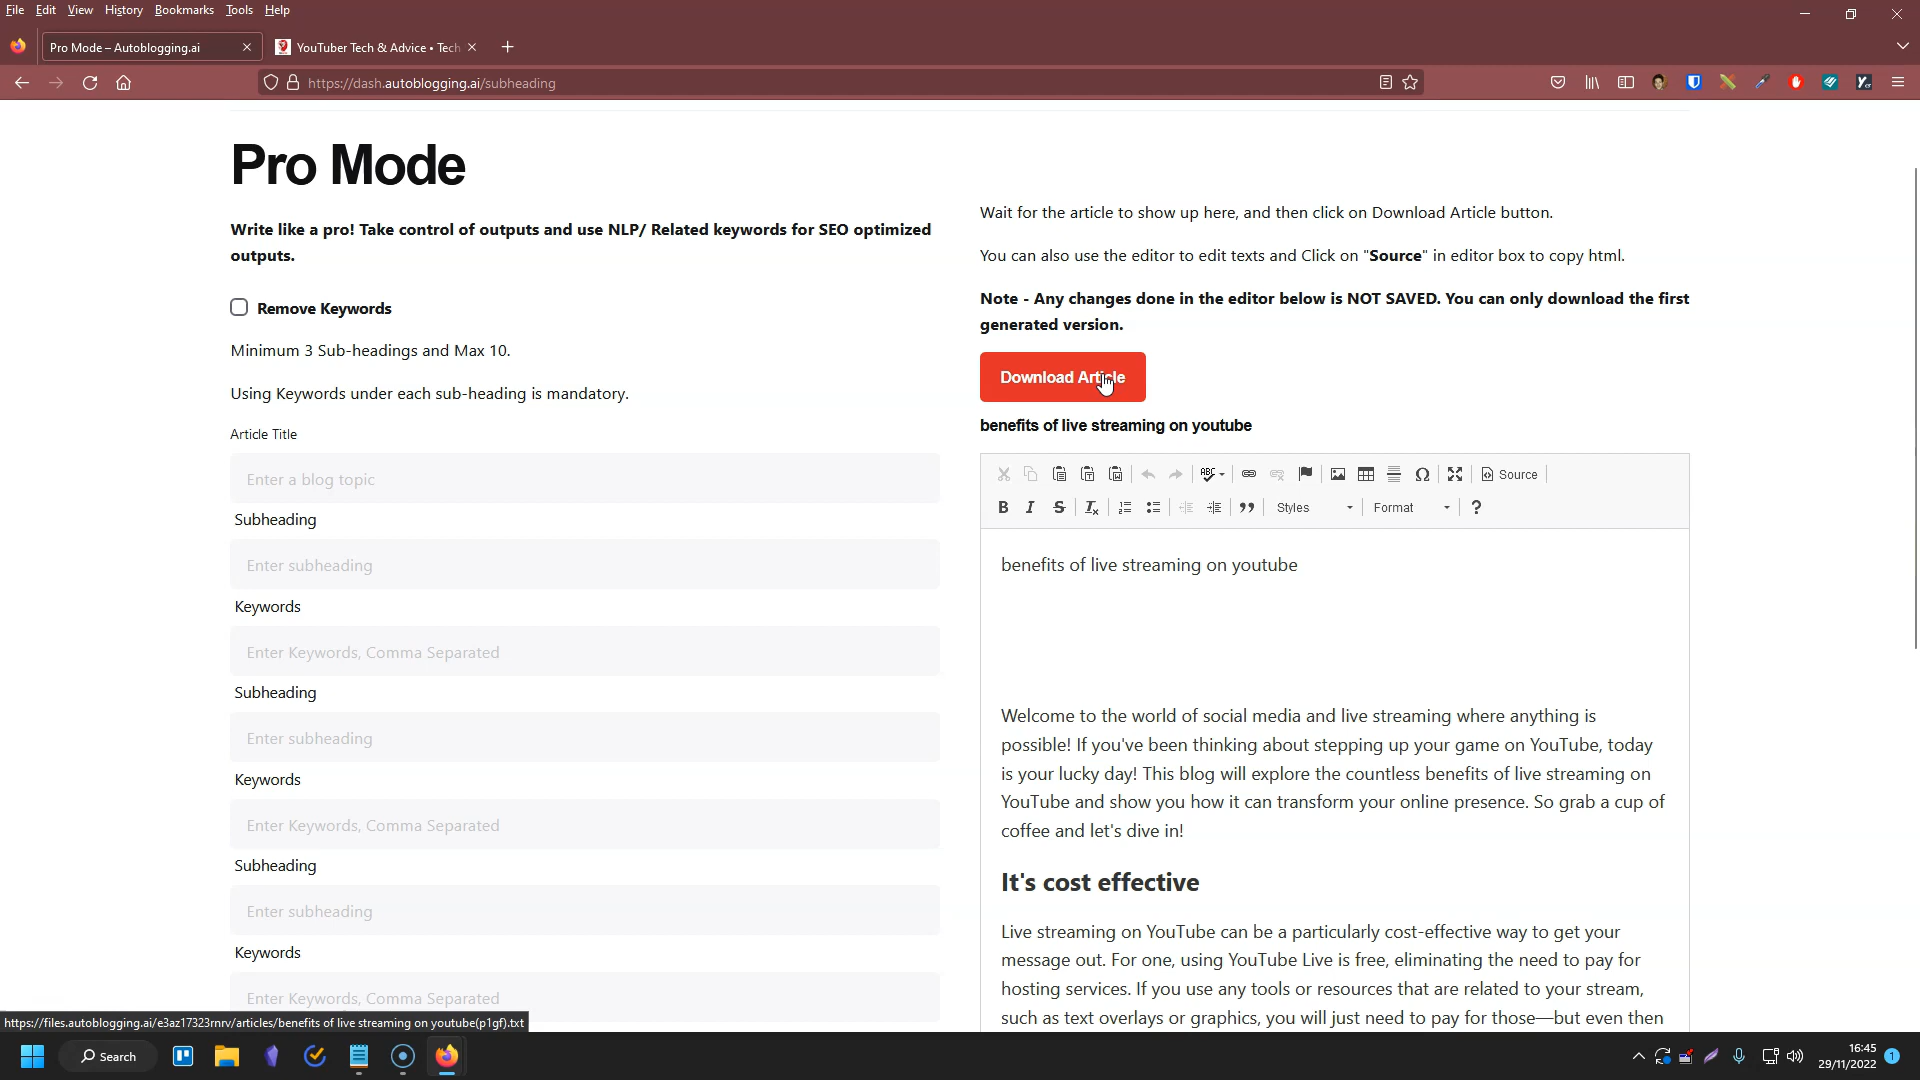 File Edit View History Bookmarks Tools Help
Pro Mode – Autoblogging.ai
YouTuber Tech & Advice • Tech
https://dash.autoblogging.ai/subheading
Pro Mode
Write like a pro! Take control of outputs and use NLP/ Related keywords for SEO optimized
outputs.
Remove Keywords
Minimum 3 Sub-headings and Max 10.
Using Keywords under each sub-heading is mandatory.
Article Title
Enter a blog topic
Subheading
Enter subheading
Keywords
Enter Keywords, Comma Separated
Subheading
Enter subheading
Keywords
Enter Keywords, Comma Separated
Subheading
Enter subheading
Keywords
Enter Keywords, Comma Separated
Wait for the article to show up here, and then click on Download Article button.
You can also use the editor to edit texts and Click on "Source" in editor box to copy html.
Note - Any changes done in the editor below is NOT SAVED. You can only download the first
generated version.
Download Article
benefits of live streaming on youtube
Source
Styles Format
benefits of live streaming on youtube
Welcome to the world of social media and live streaming where anything is
possible! If you've been thinking about stepping up your game on YouTube, today
is your lucky day! This blog will explore the countless benefits of live streaming on
YouTube and show you how it can transform your online presence. So grab a cup of
coffee and let's dive in!
It's cost effective
Live streaming on YouTube can be a particularly cost-effective way to get your
message out. For one, using YouTube Live is free, eliminating the need to pay for
hosting services. If you use any tools or resources that are related to your stream,
such as text overlays or graphics, you will just need to pay for those—but even then
https://files.autoblogging.ai/e3az17323rnrv/articles/benefits of live streaming on youtube(p1gf).txt
Search
16:45
29/11/2022
1